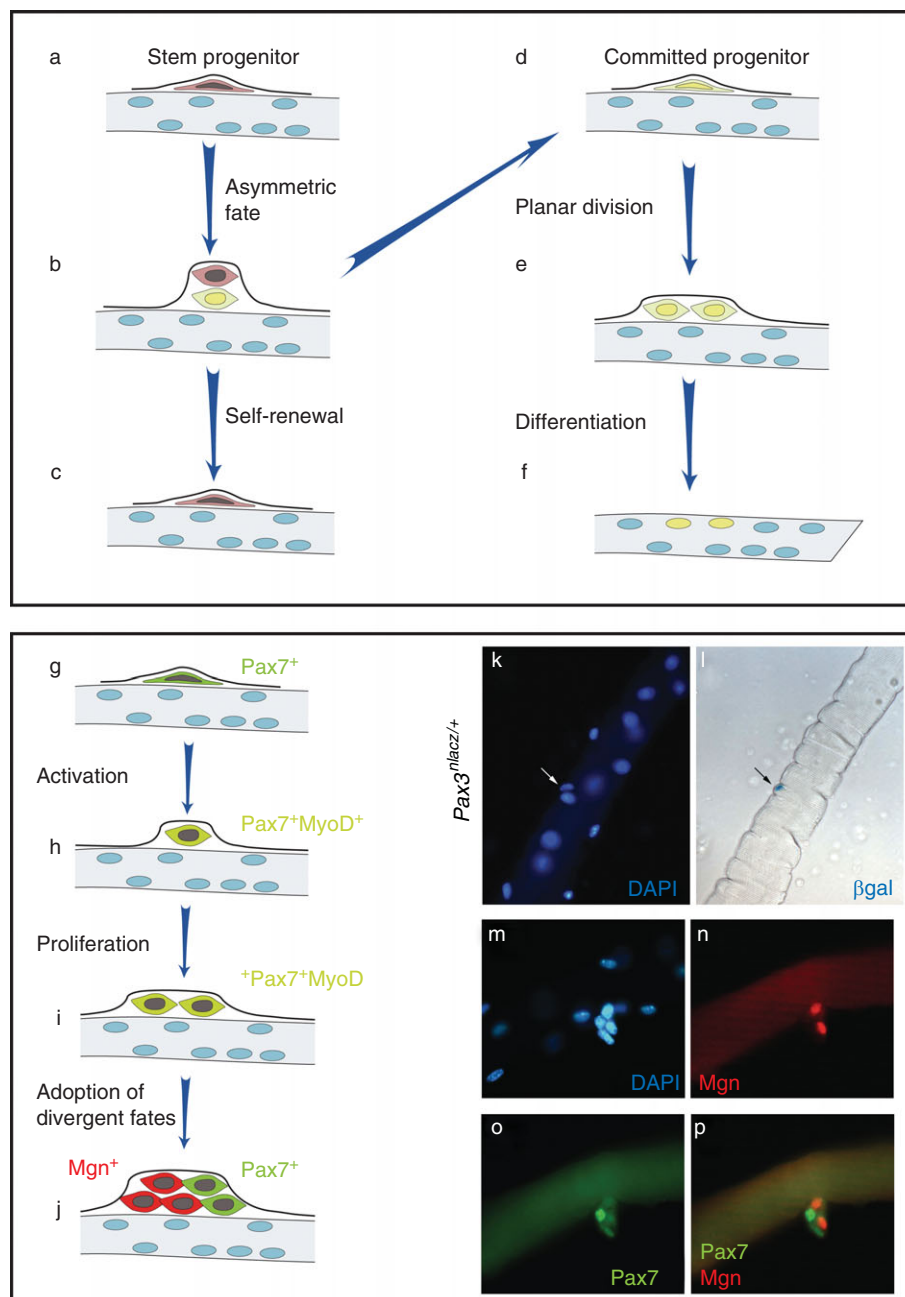 a
Stem progenitor
Asymmetric
fate
b
Self-renewal
c
d
Committed progenitor
Planar division
e
Differentiation
f
g
Pax7+
Activation
Pax7+MyoD+
h
Proliferation
+Pax7+MyoD
i
Adoption of
divergent fates
Mgn+
Pax7+
j
Pax3nlacz/+
k
DAPI
l
βgal
m
DAPI
n
Mgn
o
Pax7
p
Pax7
Mgn